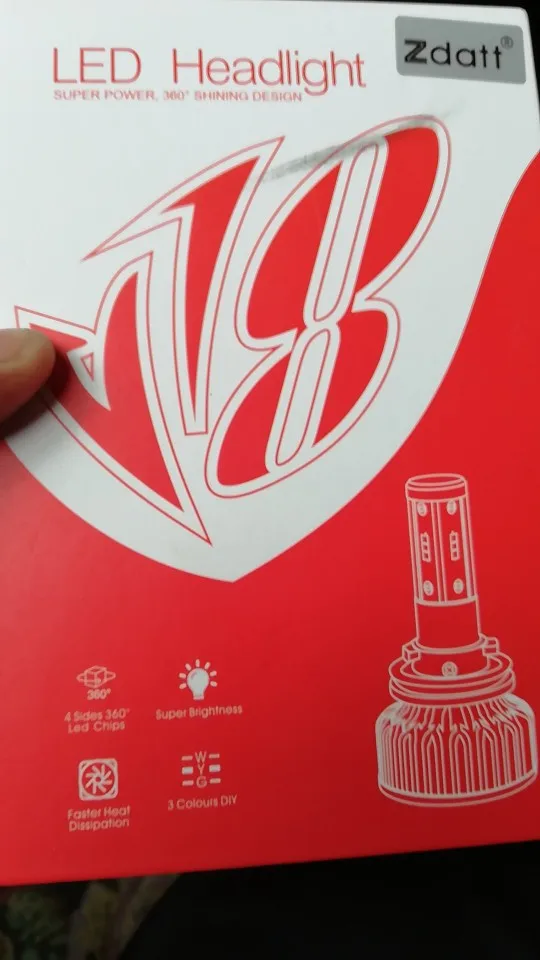 LED Headlight
Zdatt®
SUPER POWER, 360° SHINING DESIGN
V8
360°
4 Sides 360°
Led Chips
Super Brightness
W
Y
G
Faster Heat
Dissipation
3 Colours DIY